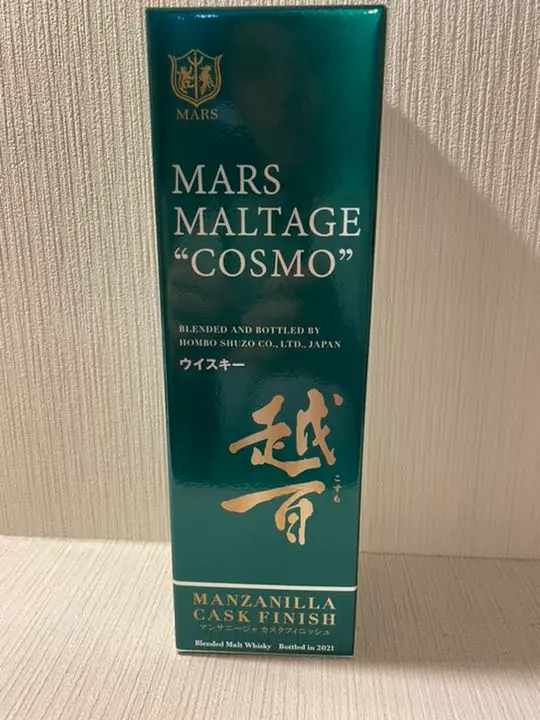 MARS
MARS
MALTAGE
“COSMO”
BLENDED AND BOTTLED BY
HOMBO SHUZO CO., LTD., JAPAN
ウイスキー
越百
こすも
MANZANILLA
CASK FINISH
マンサニージャ カスクフィニッシュ
Blended Malt Whisky Bottled in 2021